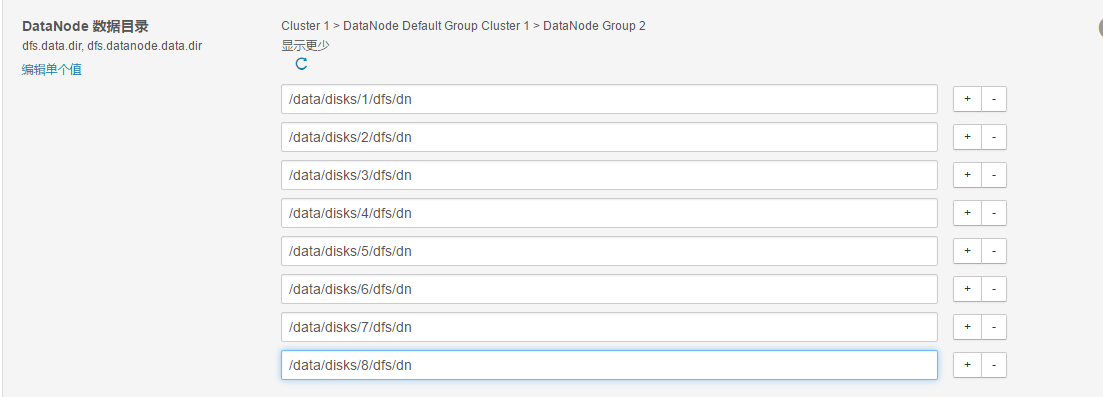 DataNode 数据目录
dfs.data.dir, dfs.datanode.data.dir
编辑单个值
Cluster 1 > DataNode Default Group Cluster 1 > DataNode Group 2
显示更少
/data/disks/1/dfs/dn + -
/data/disks/2/dfs/dn + -
/data/disks/3/dfs/dn + -
/data/disks/4/dfs/dn + -
/data/disks/5/dfs/dn + -
/data/disks/6/dfs/dn + -
/data/disks/7/dfs/dn + -
/data/disks/8/dfs/dn + -